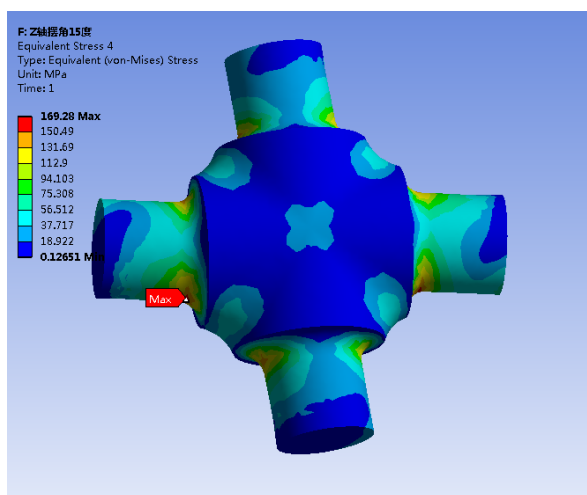 F: Z轴摆角15度
Equivalent Stress 4
Type: Equivalent (von-Mises) Stress
Unit: MPa
Time: 1
169.28 Max
150.49
131.69
112.9
94.103
75.308
56.512
37.717
18.922
0.12651
Max